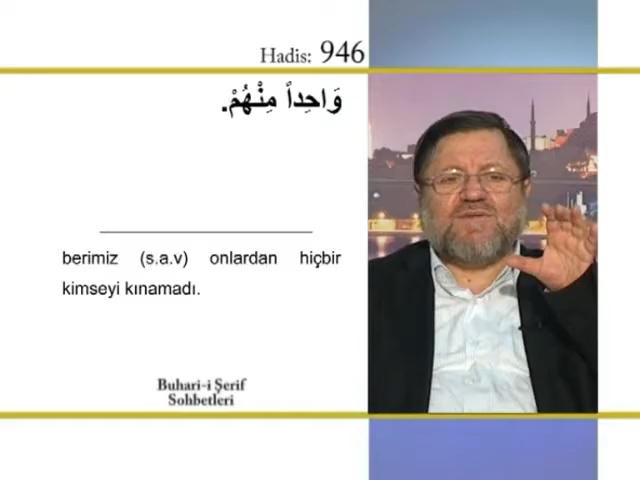 Hadis: 946
وَاحِداً مِنْهُمْ.
berimiz (s.a.v) onlardan hiçbir
kimseyi kınamadı.
Buhari-i Şerif
Sohbetleri